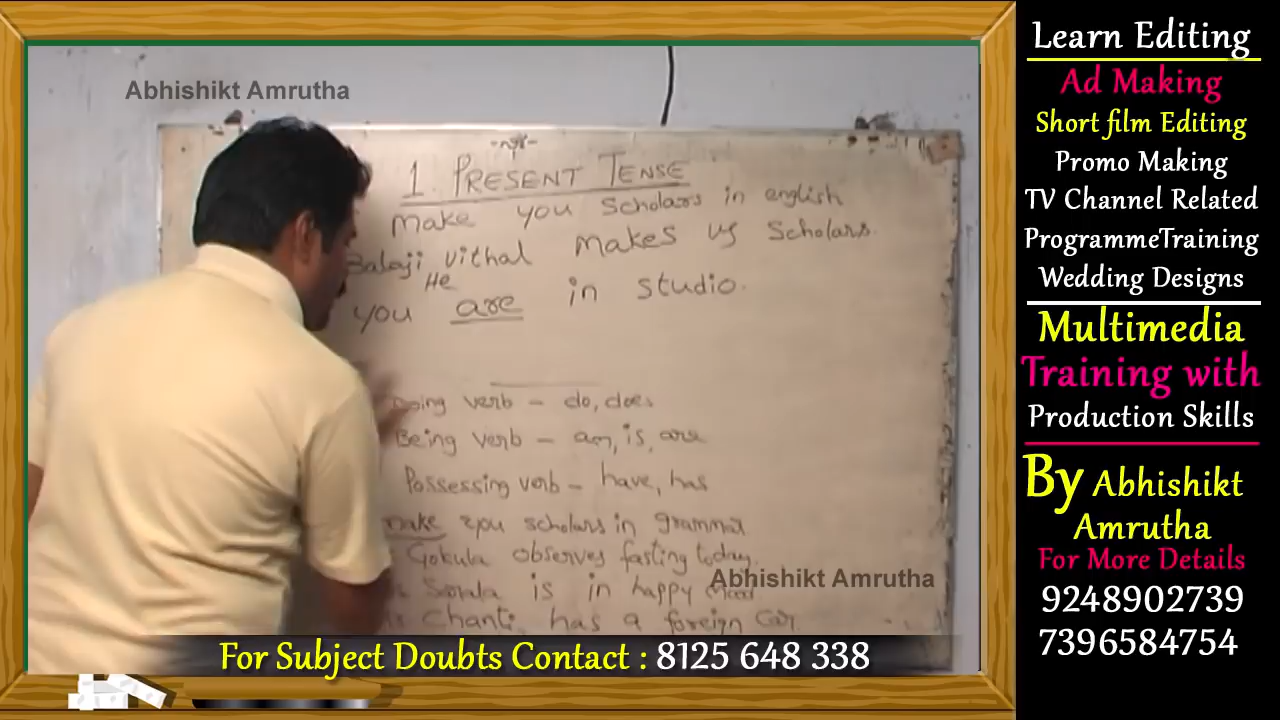 Abhishikt Amrutha
1. PRESENT TENSE
make you scholars in english
Balaji vithal makes us scholars.
He
you are in studio.
Doing verb - do, does
Being verb - am, is, are
Possessing verb - have, has
make you scholars in grammar
Gokula observes fasting today.
is in happy mood
Chanti has a foreign car.
Abhishikt Amrutha
For Subject Doubts Contact : 8125 648 338
Learn Editing
Ad Making
Short film Editing
Promo Making
TV Channel Related
ProgrammeTraining
Wedding Designs
Multimedia
Training with
Production Skills
By Abhishikt
Amrutha
For More Details
9248902739
7396584754